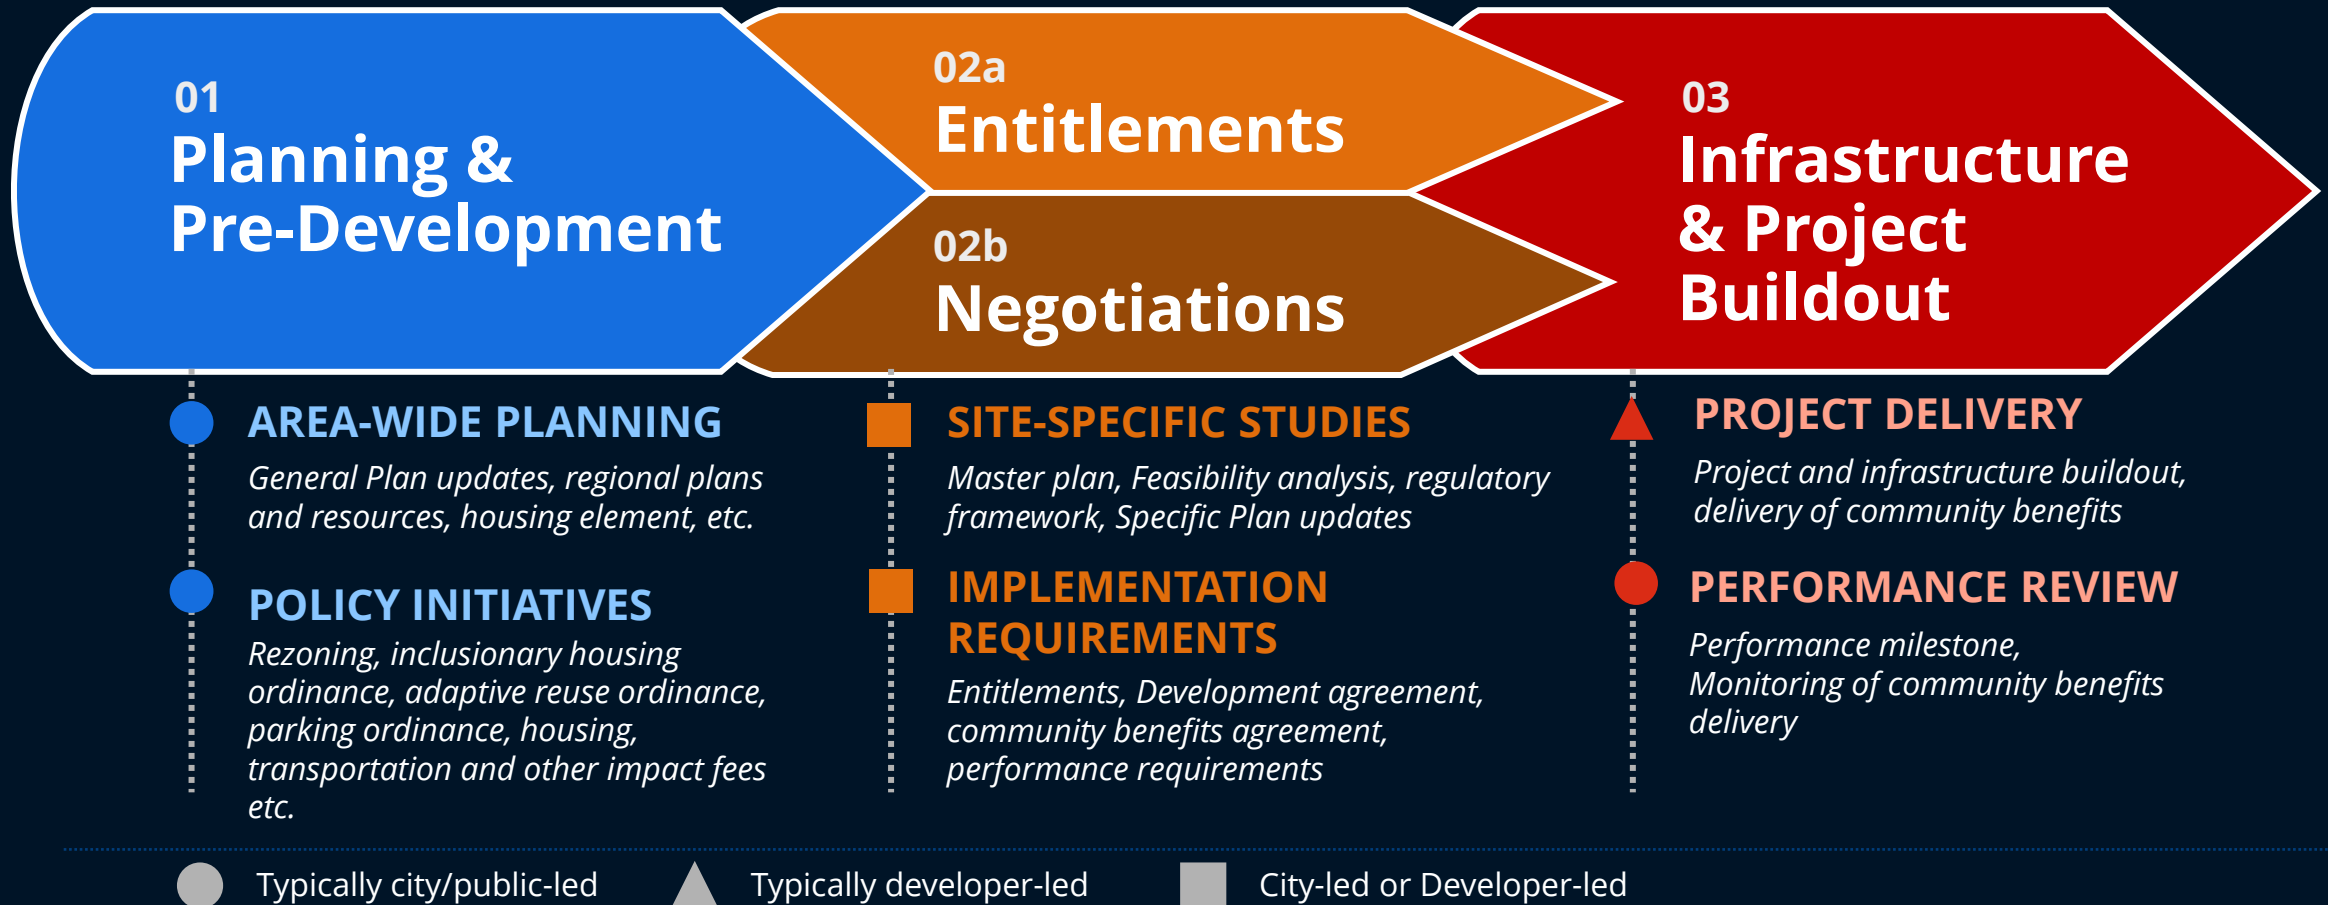 01
Planning &
Pre-Development
02a
Entitlements
02b
Negotiations
03
Infrastructure
& Project
Buildout
AREA-WIDE PLANNING
General Plan updates, regional plans
and resources, housing element, etc.
POLICY INITIATIVES
Rezoning, inclusionary housing
ordinance, adaptive reuse ordinance,
parking ordinance, housing,
transportation and other impact fees
etc.
SITE-SPECIFIC STUDIES
Master plan, Feasibility analysis, regulatory
framework, Specific Plan updates
IMPLEMENTATION
REQUIREMENTS
Entitlements, Development agreement,
community benefits agreement,
performance requirements
PROJECT DELIVERY
Project and infrastructure buildout,
delivery of community benefits
PERFORMANCE REVIEW
Performance milestone,
Monitoring of community benefits
delivery
Typically city/public-led
Typically developer-led
City-led or Developer-led